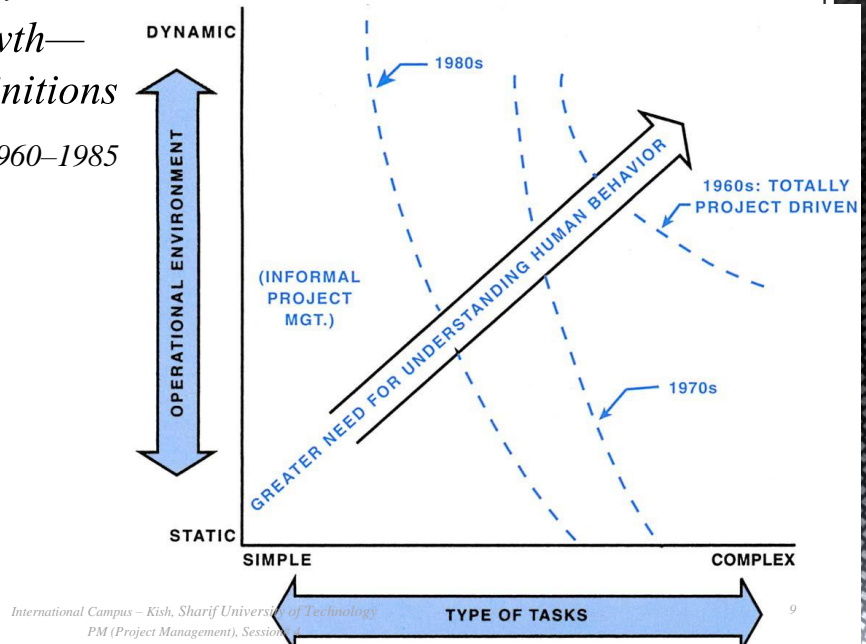 wth—
nitions
960–1985
DYNAMIC
OPERATIONAL ENVIRONMENT
STATIC
1980s
1960s: TOTALLY
PROJECT DRIVEN
(INFORMAL
PROJECT
MGT.)
GREATER NEED FOR UNDERSTANDING HUMAN BEHAVIOR
1970s
SIMPLE
COMPLEX
TYPE OF TASKS
International Campus – Kish, Sharif University of Technology
PM (Project Management), Session
9